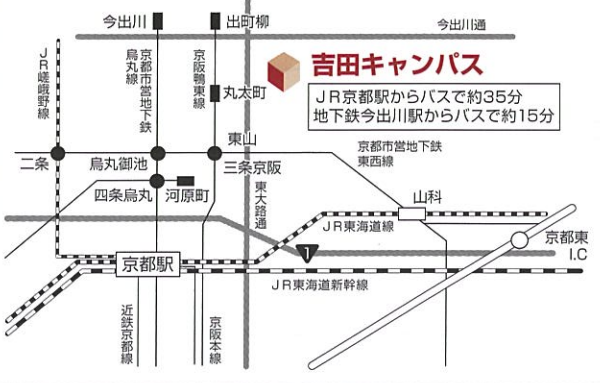 今出川
出町柳
今出川通
JR嵯峨野線
京都市営地下鉄
烏丸線
京阪鴨東線
丸太町
吉田キャンパス
JR京都駅からバスで約35分
地下鉄今出川駅からバスで約15分
東山
京都市営地下鉄
東西線
二条
烏丸御池
三条京阪
四条烏丸
河原町
東大路通
山科
JR東海道線
京都東
I.C
1
京都駅
JR東海道新幹線
近鉄京都線
京阪本線